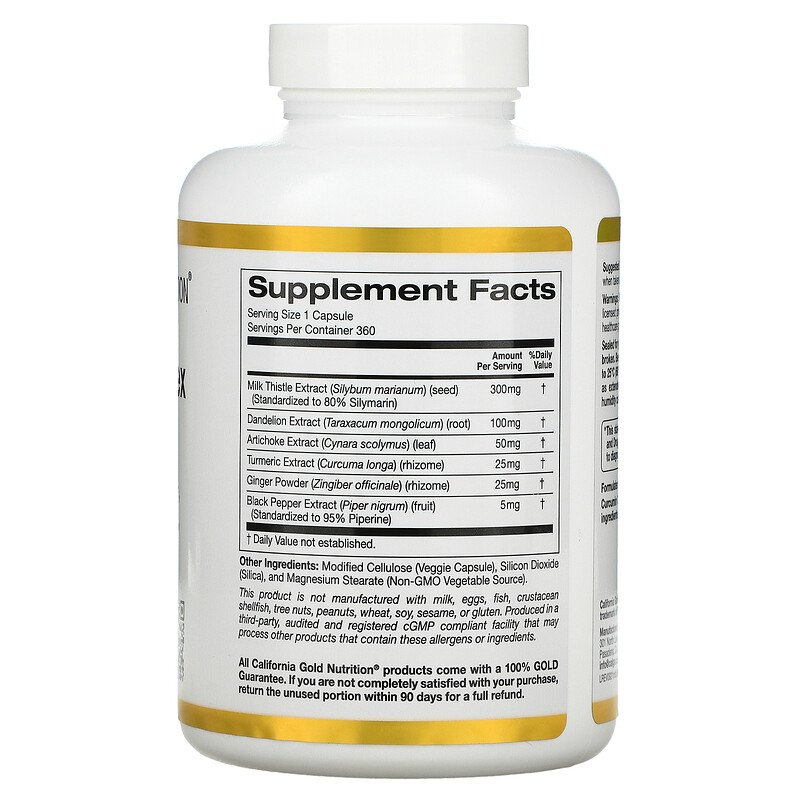 Supplement Facts
Serving Size 1 Capsule
Servings Per Container 360
Amount Per Serving
%Daily Value
Milk Thistle Extract (Silybum marianum) (seed) 300mg †
(Standardized to 80% Silymarin)
Dandelion Extract (Taraxacum mongolicum) (root) 100mg †
Artichoke Extract (Cynara scolymus) (leaf) 50mg †
Turmeric Extract (Curcuma longa) (rhizome) 25mg †
Ginger Powder (Zingiber officinale) (rhizome) 25mg †
Black Pepper Extract (Piper nigrum) (fruit) 5mg †
(Standardized to 95% Piperine)
† Daily Value not established.
Other Ingredients: Modified Cellulose (Veggie Capsule), Silicon Dioxide
(Silica), and Magnesium Stearate (Non-GMO Vegetable Source).
This product is not manufactured with milk, eggs, fish, crustacean
shellfish, tree nuts, peanuts, wheat, soy, sesame, or gluten. Produced in a
third-party, audited and registered cGMP compliant facility that may
process other products that contain these allergens or ingredients.
All California Gold Nutrition® products come with a 100% GOLD
Guarantee. If you are not completely satisfied with your purchase,
return the unused portion within 90 days for a full refund.